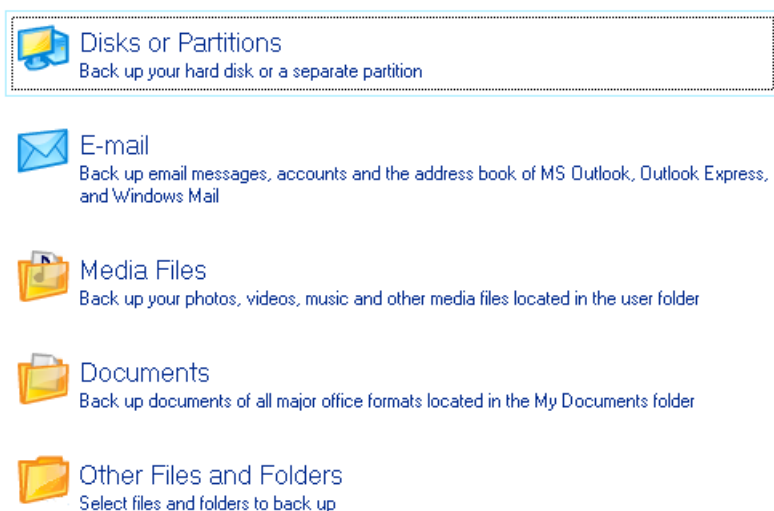 Disks or Partitions
Back up your hard disk or a separate partition
E-mail
Back up email messages, accounts and the address book of MS Outlook, Outlook Express,
and Windows Mail
Media Files
Back up your photos, videos, music and other media files located in the user folder
Documents
Back up documents of all major office formats located in the My Documents folder
Other Files and Folders
Select files and folders to back up